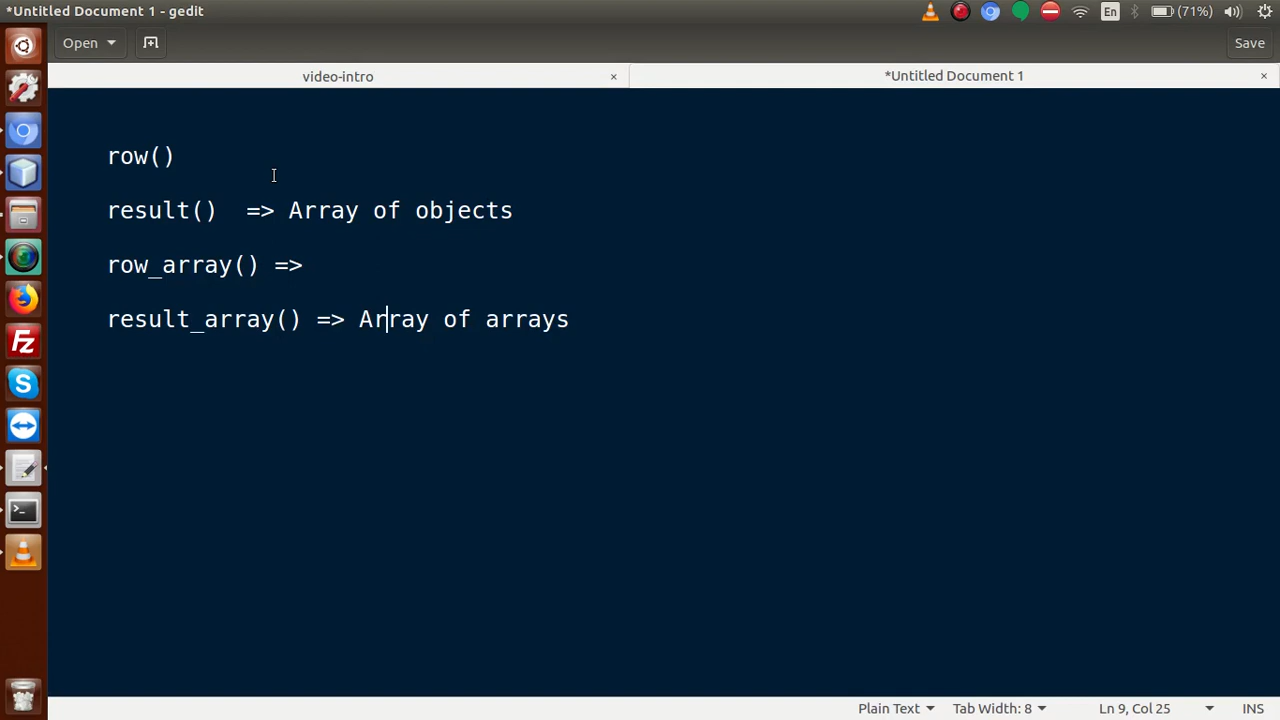 *Untitled Document 1 - gedit
En
(71%)
Open
Save
video-intro
*Untitled Document 1
row()
result()  => Array of objects
row_array() =>
result_array() => Array of arrays
Plain Text
Tab Width: 8
Ln 9, Col 25
INS